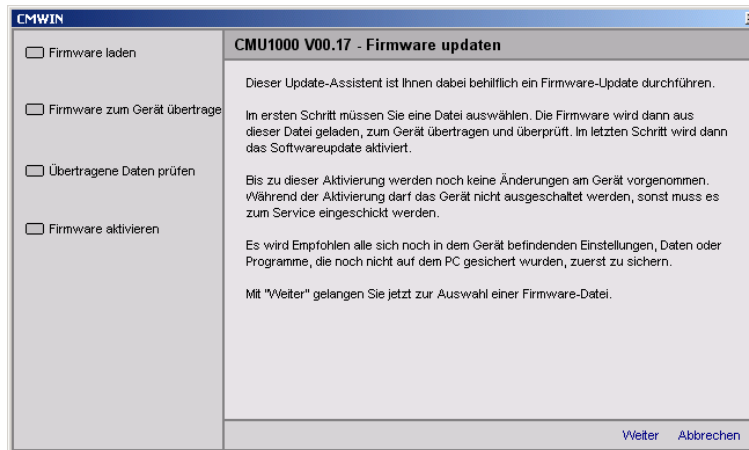 CMWIN
Firmware laden
Firmware zum Gerät übertrage
Übertragene Daten prüfen
Firmware aktivieren
CMU1000 V00.17 - Firmware updaten
Dieser Update-Assistent ist Ihnen dabei behilflich ein Firmware-Update durchführen.
Im ersten Schritt müssen Sie eine Datei auswählen. Die Firmware wird dann aus
dieser Datei geladen, zum Gerät übertragen und überprüft. Im letzten Schritt wird dann
das Softwareupdate aktiviert.
Bis zu dieser Aktivierung werden noch keine Änderungen am Gerät vorgenommen.
Während der Aktivierung darf das Gerät nicht ausgeschaltet werden, sonst muss es
zum Service eingeschickt werden.
Es wird Empfohlen alle sich noch in dem Gerät befindenden Einstellungen, Daten oder
Programme, die noch nicht auf dem PC gesichert wurden, zuerst zu sichern.
Mit "Weiter" gelangen Sie jetzt zur Auswahl einer Firmware-Datei.
Weiter Abbrechen